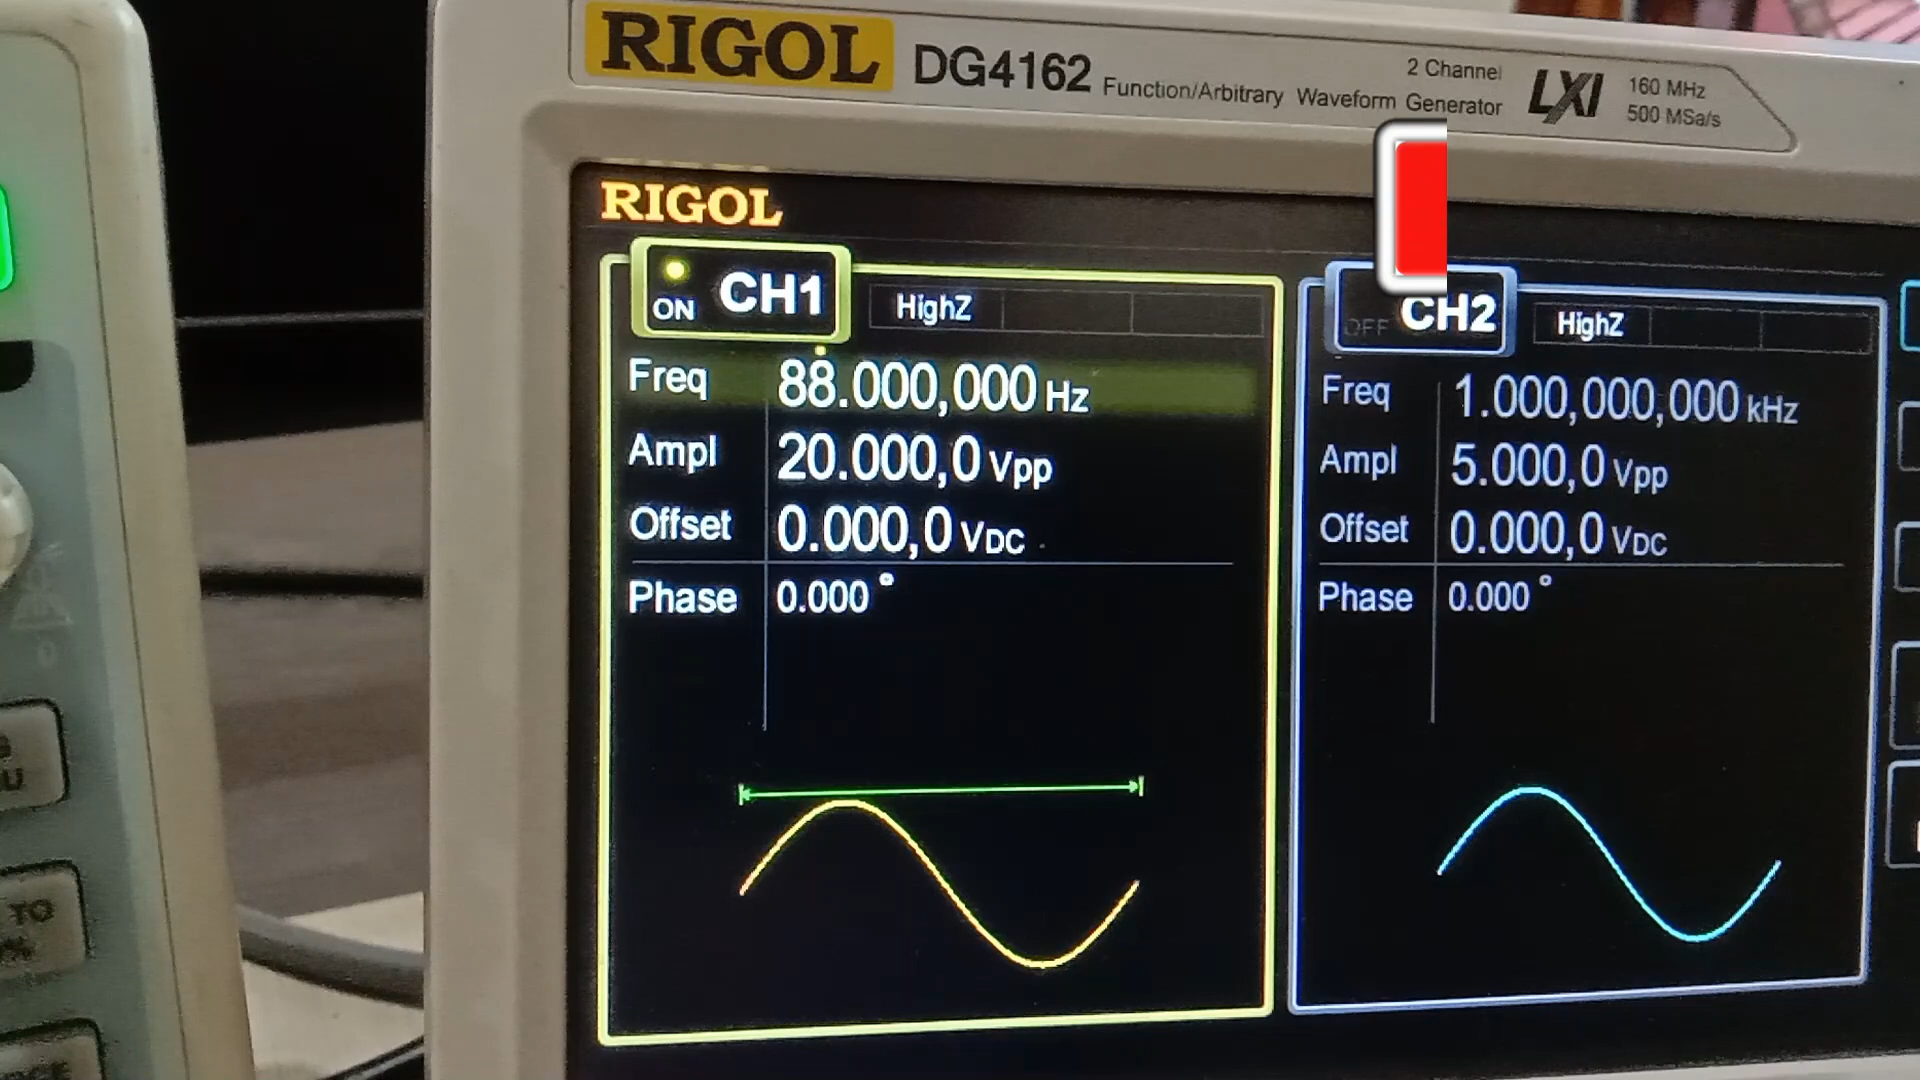 RIGOL DG4162 Function/Arbitrary Waveform Generator
2 Channel
LXI
160 MHz
500 MSa/s
RIGOL
ON CH1 HighZ
Freq 88.000,000 Hz
Ampl 20.000,0 Vpp
Offset 0.000,0 VDC
Phase 0.000 °
OFF CH2 HighZ
Freq 1.000,000,000 kHz
Ampl 5.000,0 Vpp
Offset 0.000,0 VDC
Phase 0.000 °
TO